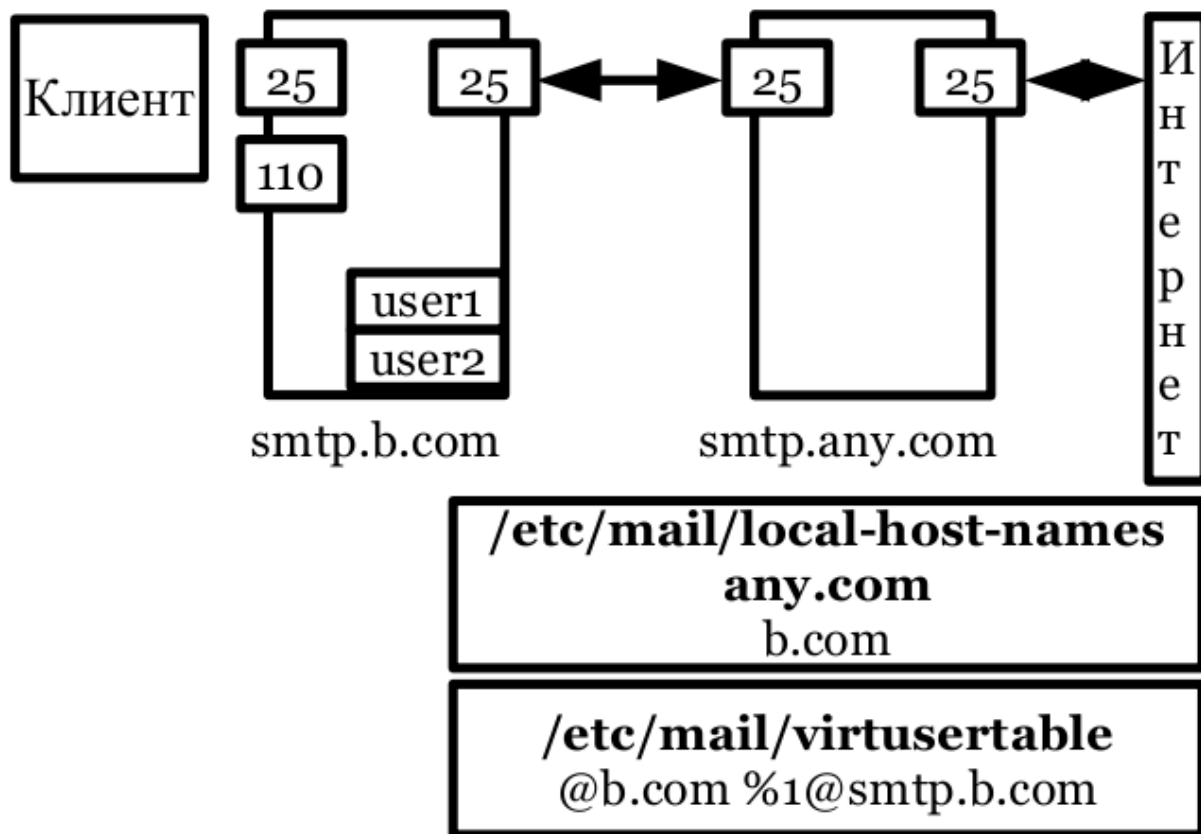 Клиент
25
110
25
user1
user2
smtp.b.com
25
25
smtp.any.com
Интернет
/etc/mail/local-host-names
any.com
b.com
/etc/mail/virtusertable
@b.com %1@smtp.b.com